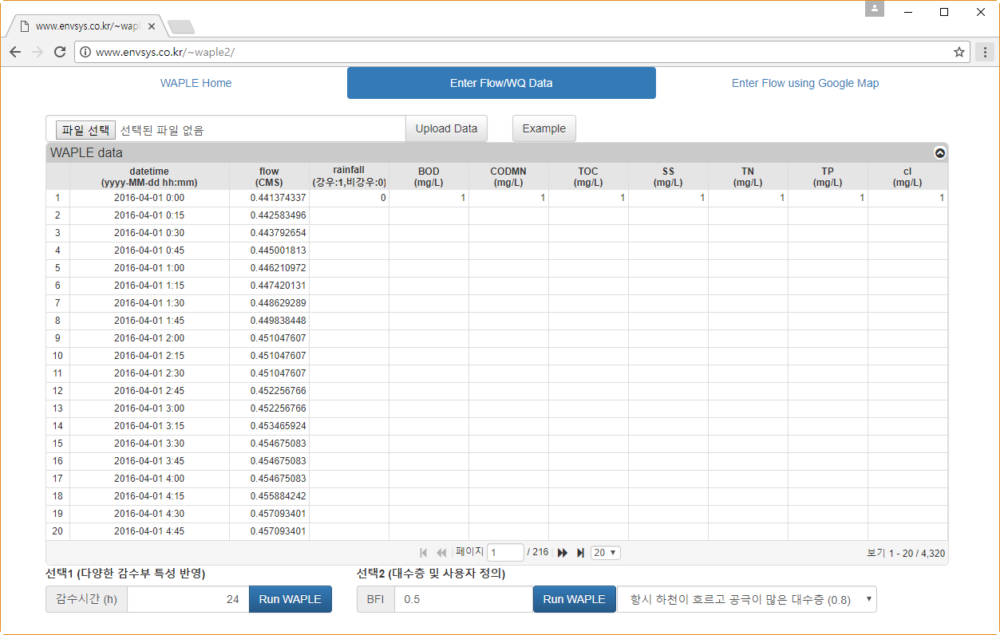 www.envsys.co.kr/~wapl
www.envsys.co.kr/~waple2/
WAPLE Home Enter Flow/WQ Data Enter Flow using Google Map
파일 선택 선택된 파일 없음 Upload Data Example
WAPLE data
datetime flow rainfall BOD CODMN TOC SS TN TP cl
(yyyy-MM-dd hh:mm) (CMS) (강우:1,비강우:0) (mg/L) (mg/L) (mg/L) (mg/L) (mg/L) (mg/L) (mg/L)
1 2016-04-01 0:00 0.441374337 0 1 1 1 1 1 1 1
2 2016-04-01 0:15 0.442583496
3 2016-04-01 0:30 0.443792654
4 2016-04-01 0:45 0.445001813
5 2016-04-01 1:00 0.446210972
6 2016-04-01 1:15 0.447420131
7 2016-04-01 1:30 0.448629289
8 2016-04-01 1:45 0.449838448
9 2016-04-01 2:00 0.451047607
10 2016-04-01 2:15 0.451047607
11 2016-04-01 2:30 0.451047607
12 2016-04-01 2:45 0.452256766
13 2016-04-01 3:00 0.452256766
14 2016-04-01 3:15 0.453465924
15 2016-04-01 3:30 0.454675083
16 2016-04-01 3:45 0.454675083
17 2016-04-01 4:00 0.454675083
18 2016-04-01 4:15 0.455884242
19 2016-04-01 4:30 0.457093401
20 2016-04-01 4:45 0.457093401
페이지 1 / 216 20 보기 1 - 20 / 4,320
선택1 (다양한 감수부 특성 반영) 선택2 (대수층 및 사용자 정의)
감수시간 (h) 24 Run WAPLE BFI 0.5 Run WAPLE 항시 하천이 흐르고 공극이 많은 대수층 (0.8)